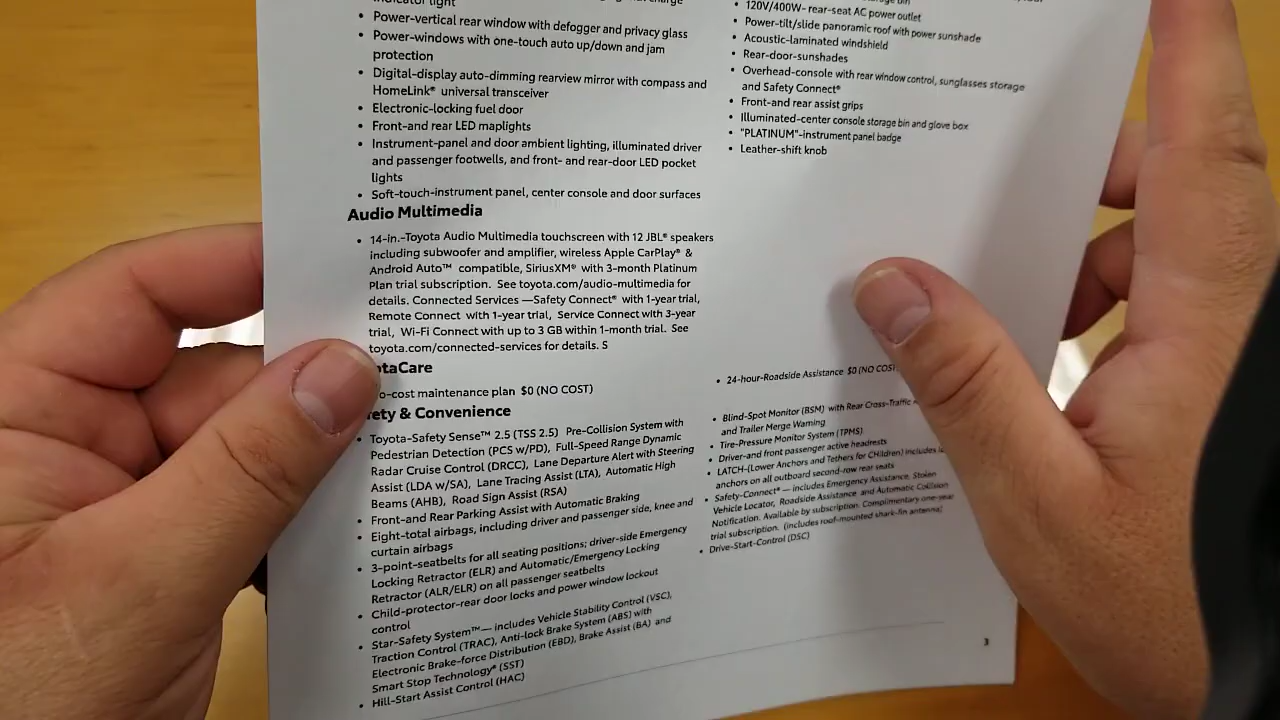 indicator light
• Power-vertical rear window with defogger and privacy glass
• Power-windows with one-touch auto up/down and jam
protection
• Digital-display auto-dimming rearview mirror with compass and
HomeLink® universal transceiver
• Electronic-locking fuel door
• Front-and rear LED maplights
• Instrument-panel and door ambient lighting, illuminated driver
and passenger footwells, and front- and rear-door LED pocket
lights
• Soft-touch-instrument panel, center console and door surfaces
• 120V/400W- rear-seat AC power outlet
• Power-tilt/slide panoramic roof with power sunshade
• Acoustic-laminated windshield
• Rear-door-sunshades
• Overhead-console with rear window control, sunglasses storage
and Safety Connect®
• Front-and rear assist grips
• Illuminated-center console storage bin and glove box
• "PLATINUM"-instrument panel badge
• Leather-shift knob
Audio Multimedia
• 14-in.-Toyota Audio Multimedia touchscreen with 12 JBL® speakers
including subwoofer and amplifier, wireless Apple CarPlay® &
Android Auto™ compatible, SiriusXM® with 3-month Platinum
Plan trial subscription. See toyota.com/audio-multimedia for
details. Connected Services —Safety Connect® with 1-year trial,
Remote Connect with 1-year trial, Service Connect with 3-year
trial, Wi-Fi Connect with up to 3 GB within 1-month trial. See
toyota.com/connected-services for details. S
otaCare
o-cost maintenance plan $0 (NO COST)
• 24-hour-Roadside Assistance $0 (NO COST
ety & Convenience
• Toyota-Safety Sense™ 2.5 (TSS 2.5) Pre-Collision System with
Pedestrian Detection (PCS w/PD), Full-Speed Range Dynamic
Radar Cruise Control (DRCC), Lane Departure Alert with Steering
Assist (LDA w/SA), Lane Tracing Assist (LTA), Automatic High
Beams (AHB), Road Sign Assist (RSA)
• Front-and Rear Parking Assist with Automatic Braking
• Eight-total airbags, including driver and passenger side, knee and
curtain airbags
• 3-point-seatbelts for all seating positions; driver-side Emergency
Locking Retractor (ELR) and Automatic/Emergency Locking
Retractor (ALR/ELR) on all passenger seatbelts
• Child-protector-rear door locks and power window lockout
control
• Star-Safety System™— includes Vehicle Stability Control (VSC),
Traction Control (TRAC), Anti-lock Brake System (ABS) with
Electronic Brake-force Distribution (EBD), Brake Assist (BA) and
Smart Stop Technology® (SST)
• Hill-Start Assist Control (HAC)
• Blind-Spot Monitor (BSM) with Rear Cross-Traffic
and Trailer Merge Warning
• Tire-Pressure Monitor System (TPMS)
• Driver-and front passenger active headrests
• LATCH-(Lower Anchors and Tethers for CHildren) includes
anchors on all outboard second-row rear seats
• Safety-Connect® — includes Emergency Assistance, Stolen
Vehicle Locator, Roadside Assistance and Automatic Collision
Notification. Available by subscription. Complimentary one-year
trial subscription. (includes roof-mounted shark-fin antenna)
• Drive-Start-Control (DSC)
3